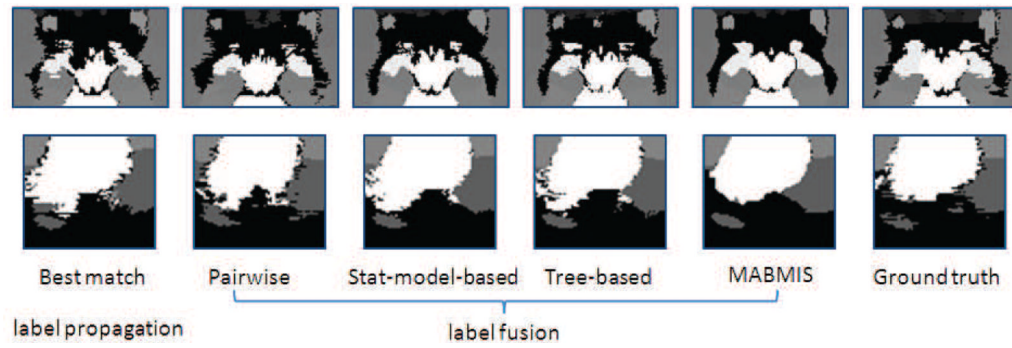 Best match Pairwise Stat-model-based Tree-based MABMIS Ground truth
label propagation label fusion